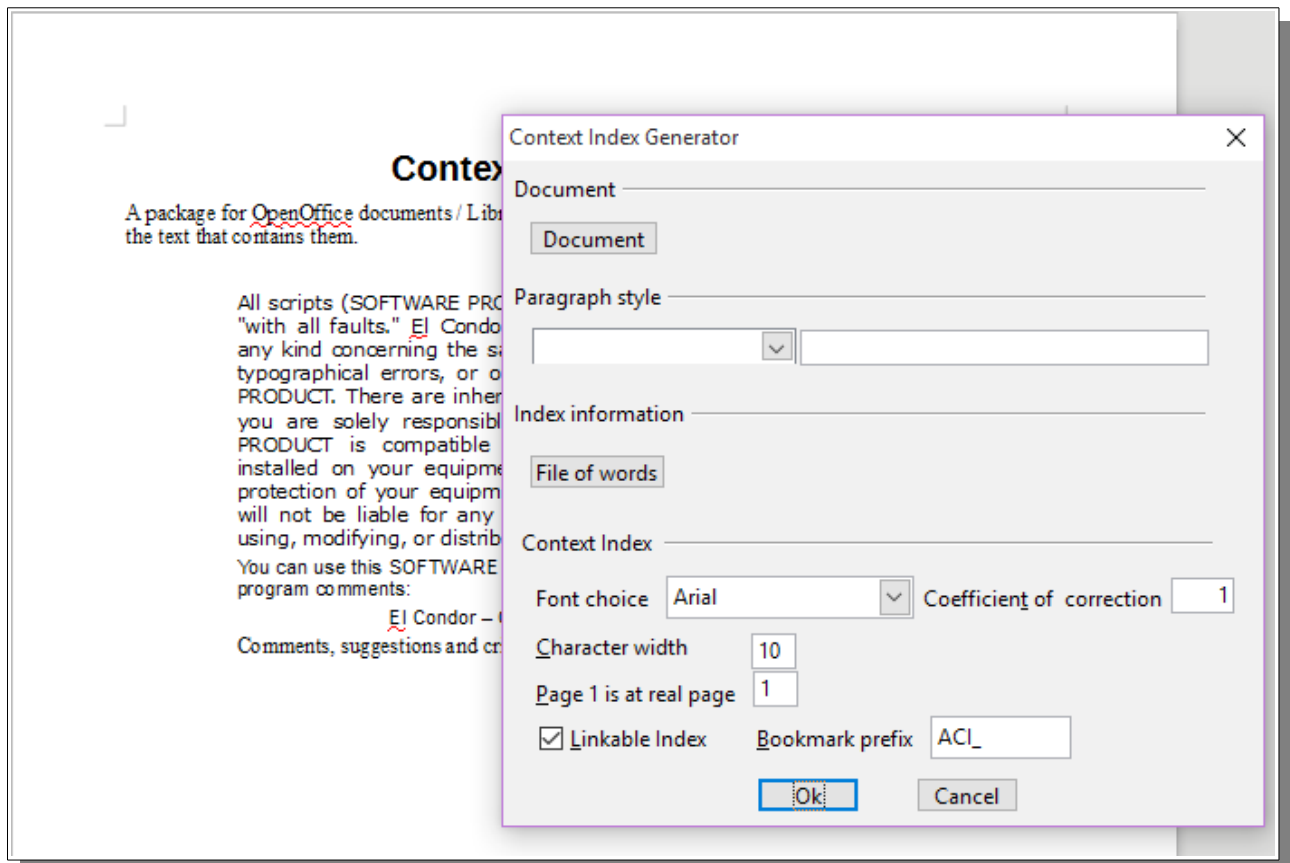 Contex
A package for OpenOffice documents / Libr
the text that contains them.
All scripts (SOFTWARE PRO
"with all faults." El Condo
any kind concerning the sa
typographical errors, or o
PRODUCT. There are inher
you are solely responsibl
PRODUCT is compatible
installed on your equipme
protection of your equipm
will not be liable for any
using, modifying, or distrib
You can use this SOFTWARE
program comments:
El Condor –
Comments, suggestions and cr
Context Index Generator
Document
Document
Paragraph style
Index information
File of words
Context Index
Font choice Arial Coefficient of correction 1
Character width 10
Page 1 is at real page 1
Linkable Index Bookmark prefix ACI_
Ok Cancel